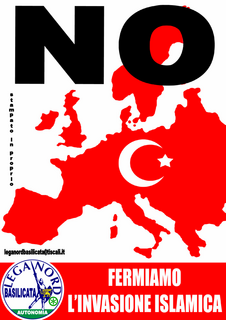 NO
stampato in proprio
leganordbasilicata@tiscali.it
LEGA NORD
BASILICATA
AUTONOMIA
FERMIAMO
L'INVASIONE ISLAMICA